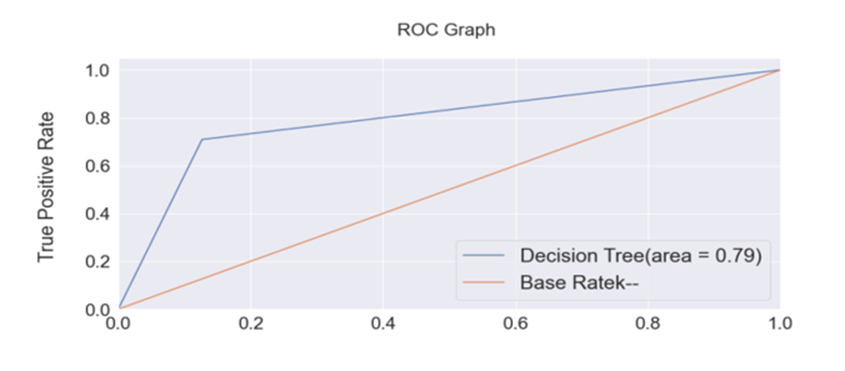 ROC Graph
True Positive Rate
1.0
0.8
0.6
0.4
0.2
0.0
Decision Tree(area = 0.79)
Base Ratek--
0.0 0.2 0.4 0.6 0.8 1.0